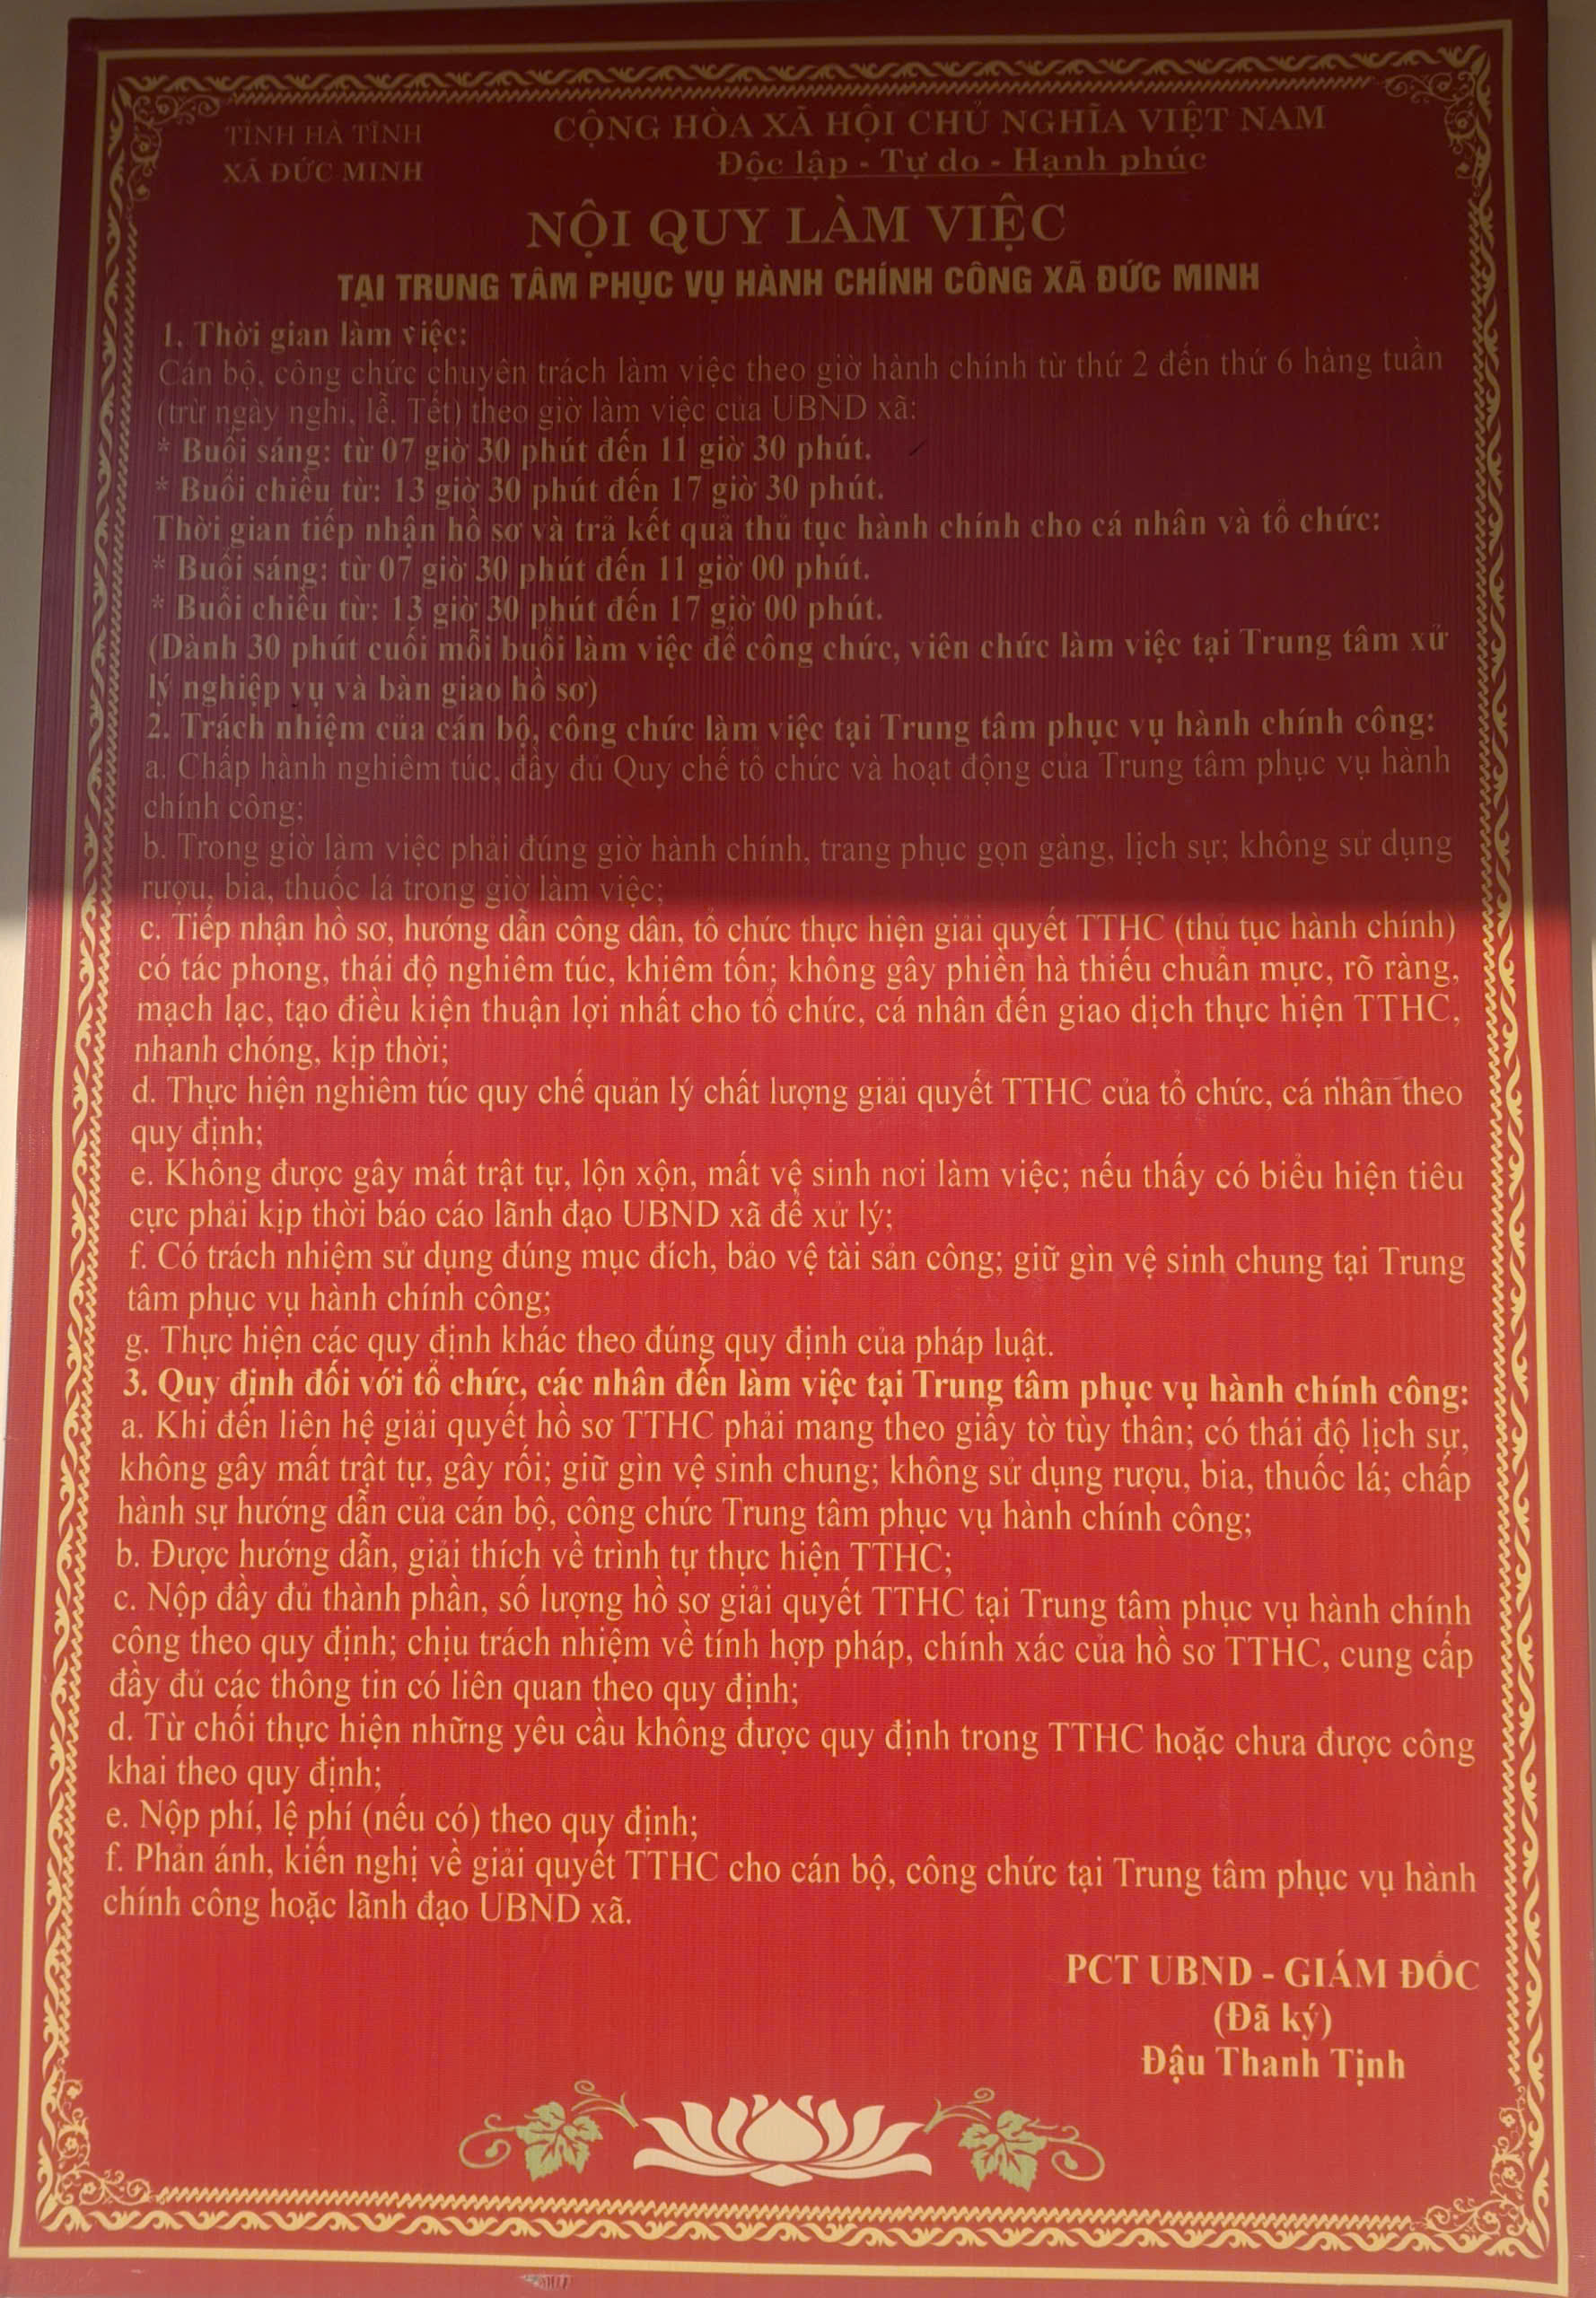 TỈNH HÀ TĨNH
XÃ ĐỨC MINH
CỘNG HÒA XÃ HỘI CHỦ NGHĨA VIỆT NAM
Độc lập - Tự do - Hạnh phúc
NỘI QUY LÀM VIỆC
TẠI TRUNG TÂM PHỤC VỤ HÀNH CHÍNH CÔNG XÃ ĐỨC MINH
1. Thời gian làm việc:
Cán bộ, công chức chuyên trách làm việc theo giờ hành chính từ thứ 2 đến thứ 6 hàng tuần
(trừ ngày nghỉ, lễ, Tết) theo giờ làm việc của UBND xã:
* Buổi sáng: từ 07 giờ 30 phút đến 11 giờ 30 phút.
* Buổi chiều từ: 13 giờ 30 phút đến 17 giờ 30 phút.
Thời gian tiếp nhận hồ sơ và trả kết quả thủ tục hành chính cho cá nhân và tổ chức:
* Buổi sáng: từ 07 giờ 30 phút đến 11 giờ 00 phút.
* Buổi chiều từ: 13 giờ 30 phút đến 17 giờ 00 phút.
(Dành 30 phút cuối mỗi buổi làm việc để công chức, viên chức làm việc tại Trung tâm xử
lý nghiệp vụ và bàn giao hồ sơ)
2. Trách nhiệm của cán bộ, công chức làm việc tại Trung tâm phục vụ hành chính công:
a. Chấp hành nghiêm túc, đầy đủ Quy chế tổ chức và hoạt động của Trung tâm phục vụ hành
chính công;
b. Trong giờ làm việc phải đúng giờ hành chính, trang phục gọn gàng, lịch sự; không sử dụng
rượu, bia, thuốc lá trong giờ làm việc;
c. Tiếp nhận hồ sơ, hướng dẫn công dân, tổ chức thực hiện giải quyết TTHC (thủ tục hành chính)
có tác phong, thái độ nghiêm túc, khiêm tốn; không gây phiền hà thiếu chuẩn mực, rõ ràng,
mạch lạc, tạo điều kiện thuận lợi nhất cho tổ chức, cá nhân đến giao dịch thực hiện TTHC,
nhanh chóng, kịp thời;
d. Thực hiện nghiêm túc quy chế quản lý chất lượng giải quyết TTHC của tổ chức, cá nhân theo
quy định;
e. Không được gây mất trật tự, lộn xộn, mất vệ sinh nơi làm việc; nếu thấy có biểu hiện tiêu
cực phải kịp thời báo cáo lãnh đạo UBND xã để xử lý;
f. Có trách nhiệm sử dụng đúng mục đích, bảo vệ tài sản công; giữ gìn vệ sinh chung tại Trung
tâm phục vụ hành chính công;
g. Thực hiện các quy định khác theo đúng quy định của pháp luật.
3. Quy định đối với tổ chức, các nhân đến làm việc tại Trung tâm phục vụ hành chính công:
a. Khi đến liên hệ giải quyết hồ sơ TTHC phải mang theo giấy tờ tùy thân; có thái độ lịch sự,
không gây mất trật tự, gây rối; giữ gìn vệ sinh chung; không sử dụng rượu, bia, thuốc lá; chấp
hành sự hướng dẫn của cán bộ, công chức Trung tâm phục vụ hành chính công;
b. Được hướng dẫn, giải thích về trình tự thực hiện TTHC;
c. Nộp đầy đủ thành phần, số lượng hồ sơ giải quyết TTHC tại Trung tâm phục vụ hành chính
công theo quy định; chịu trách nhiệm về tính hợp pháp, chính xác của hồ sơ TTHC, cung cấp
đầy đủ các thông tin có liên quan theo quy định;
d. Từ chối thực hiện những yêu cầu không được quy định trong TTHC hoặc chưa được công
khai theo quy định;
e. Nộp phí, lệ phí (nếu có) theo quy định;
f. Phản ánh, kiến nghị về giải quyết TTHC cho cán bộ, công chức tại Trung tâm phục vụ hành
chính công hoặc lãnh đạo UBND xã.
PCT UBND - GIÁM ĐỐC
(Đã ký)
Đậu Thanh Tịnh